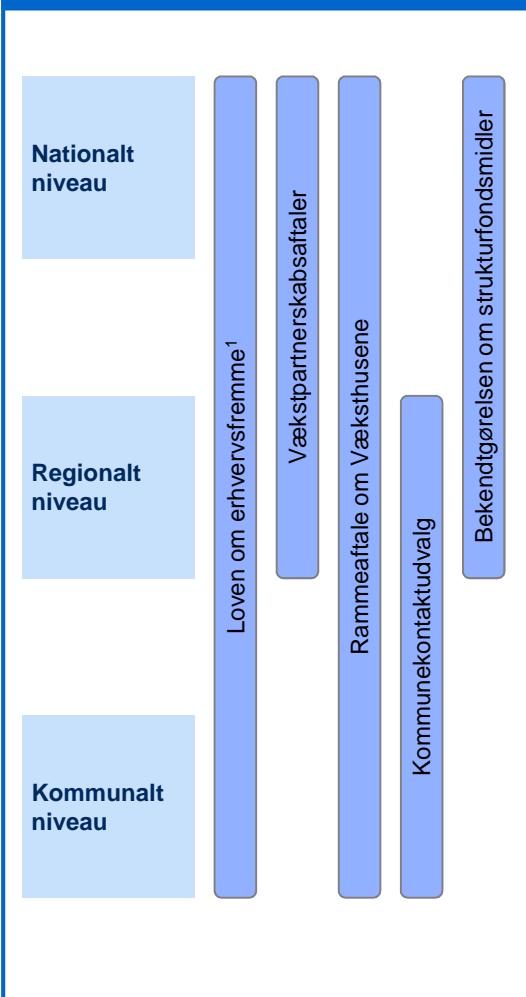 Nationalt
niveau
Regionalt
niveau
Kommunalt
niveau
Loven om erhvervsfremme¹
Vækstpartnerskabsaftaler
Rammeaftale om Væksthusene
Kommunekontaktudvalg
Bekendtgørelsen om strukturfondsmidler